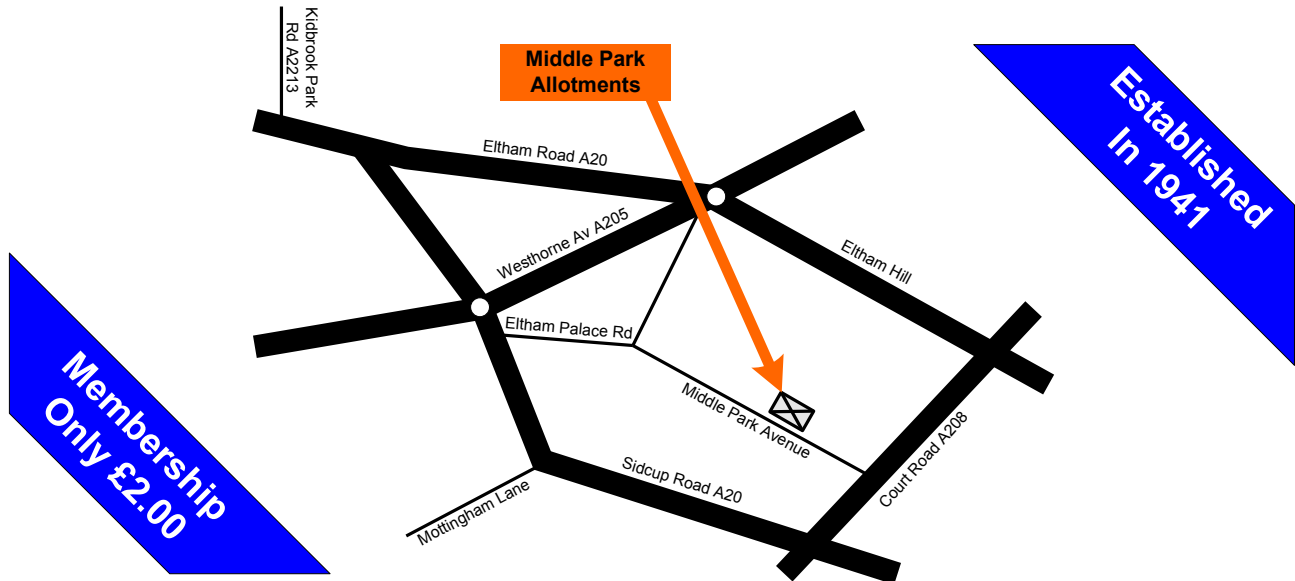 Kidbrook Park
Rd A2213
Middle Park
Allotments
Established
In 1941
Eltham Road A20
Westhorne Av A205
Eltham Hill
Eltham Palace Rd
Membership
Only £2.00
Middle Park Avenue
Court Road A208
Sidcup Road A20
Mottingham Lane